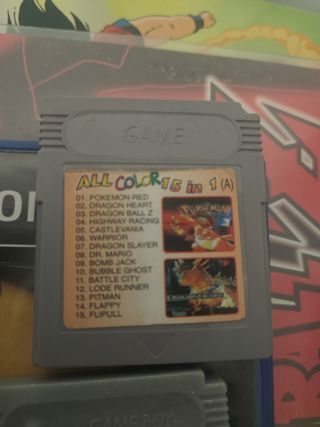 GAME
ALL COLOR 15 in 1 (A)
01. POKEMON-RED
02. DRAGON HEART
03. DRAGON BALL Z
04. HIGHWAY RACING
05. CASTLEVANIA
06. WARRIOR
07. DRAGON SLAYER
08. DR. MARIO
09. BOMB JACK
10. BUBBLE GHOST
11. BATTLE CITY
12. LODE RUNNER
13. PITMAN
14. FLAPPY
15. FLIPULL
POKEMON
GAME BOY